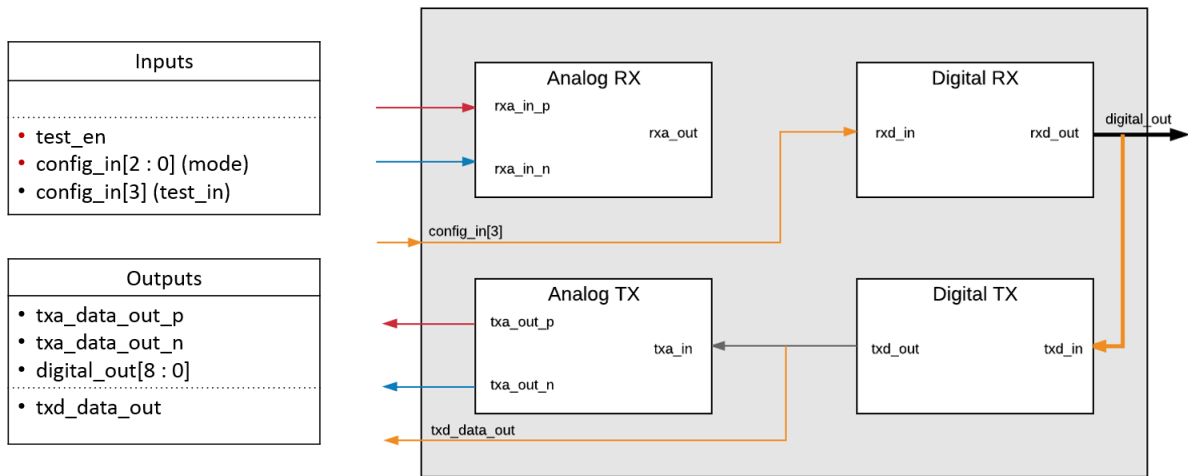 Inputs
• test_en
• config_in[2 : 0] (mode)
• config_in[3] (test_in)
Outputs
• txa_data_out_p
• txa_data_out_n
• digital_out[8 : 0]
• txd_data_out
Analog RX
rxa_in_p
rxa_out
rxa_in_n
Digital RX
rxd_in
rxd_out
digital_out
config_in[3]
Analog TX
txa_out_p
txa_in
txa_out_n
Digital TX
txd_out
txd_in
txd_data_out